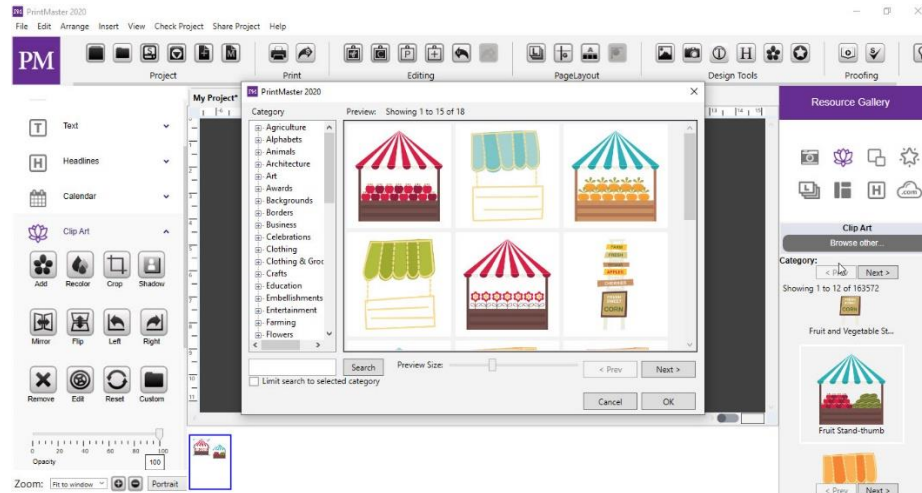 PrintMaster 2020
File Edit Arrange Insert View Check Project Share Project Help
PM
Project
Print
Editing
PageLayout
Design Tools
Proofing
My Project*
Text
Headlines
Calendar
Clip Art
Add Recolor Crop Shadow
Mirror Flip Left Right
Remove Edit Reset Custom
0 20 40 60 80 100
Opacity 100
Zoom: Fit to window Portrait
PrintMaster 2020
Category Preview: Showing 1 to 15 of 18
Agriculture
Alphabets
Animals
Architecture
Art
Awards
Backgrounds
Borders
Business
Celebrations
Clothing
Clothing & Groc
Crafts
Education
Embellishments
Entertainment
Farming
Flowers
FARM
FRESH
APPLES
CORN
Search Preview Size: < Prev Next >
Limit search to selected category
Cancel OK
Resource Gallery
.com
Clip Art
Browse other...
Category:
< Prev Next >
Showing 1 to 12 of 163572
CORN
Fruit and Vegetable St...
Fruit Stand-thumb
< Prev Next >